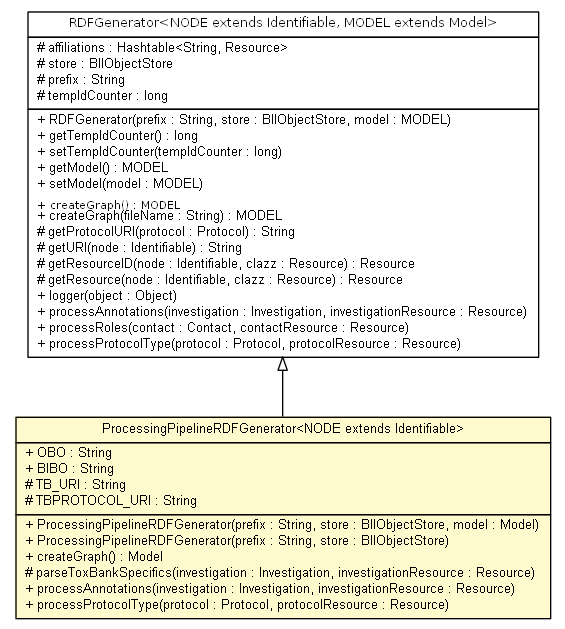 RDFGenerator<NODE extends Identifiable, MODEL extends Model>
# affiliations : Hashtable<String, Resource>
# store : BIIObjectStore
# prefix : String
# tempIdCounter : long
+ RDFGenerator(prefix : String, store : BIIObjectStore, model : MODEL)
+ getTempIdCounter() : long
+ setTempIdCounter(tempIdCounter : long)
+ getModel() : MODEL
+ setModel(model : MODEL)
+ createGraph() : MODEL
+ createGraph(fileName : String) : MODEL
# getProtocolURI(protocol : Protocol) : String
# getURI(node : Identifiable) : String
# getResourceID(node : Identifiable, clazz : Resource) : Resource
# getResource(node : Identifiable, clazz : Resource) : Resource
+ logger(object : Object)
+ processAnnotations(investigation : Investigation, investigationResource : Resource)
+ processRoles(contact : Contact, contactResource : Resource)
+ processProtocolType(protocol : Protocol, protocolResource : Resource)
ProcessingPipelineRDFGenerator<NODE extends Identifiable>
+ OBO : String
+ BIBO : String
# TB_URI : String
# TBPROTOCOL_URI : String
+ ProcessingPipelineRDFGenerator(prefix : String, store : BIIObjectStore, model : Model)
+ ProcessingPipelineRDFGenerator(prefix : String, store : BIIObjectStore)
+ createGraph() : Model
# parseToxBankSpecifics(investigation : Investigation, investigationResource : Resource)
+ processAnnotations(investigation : Investigation, investigationResource : Resource)
+ processProtocolType(protocol : Protocol, protocolResource : Resource)